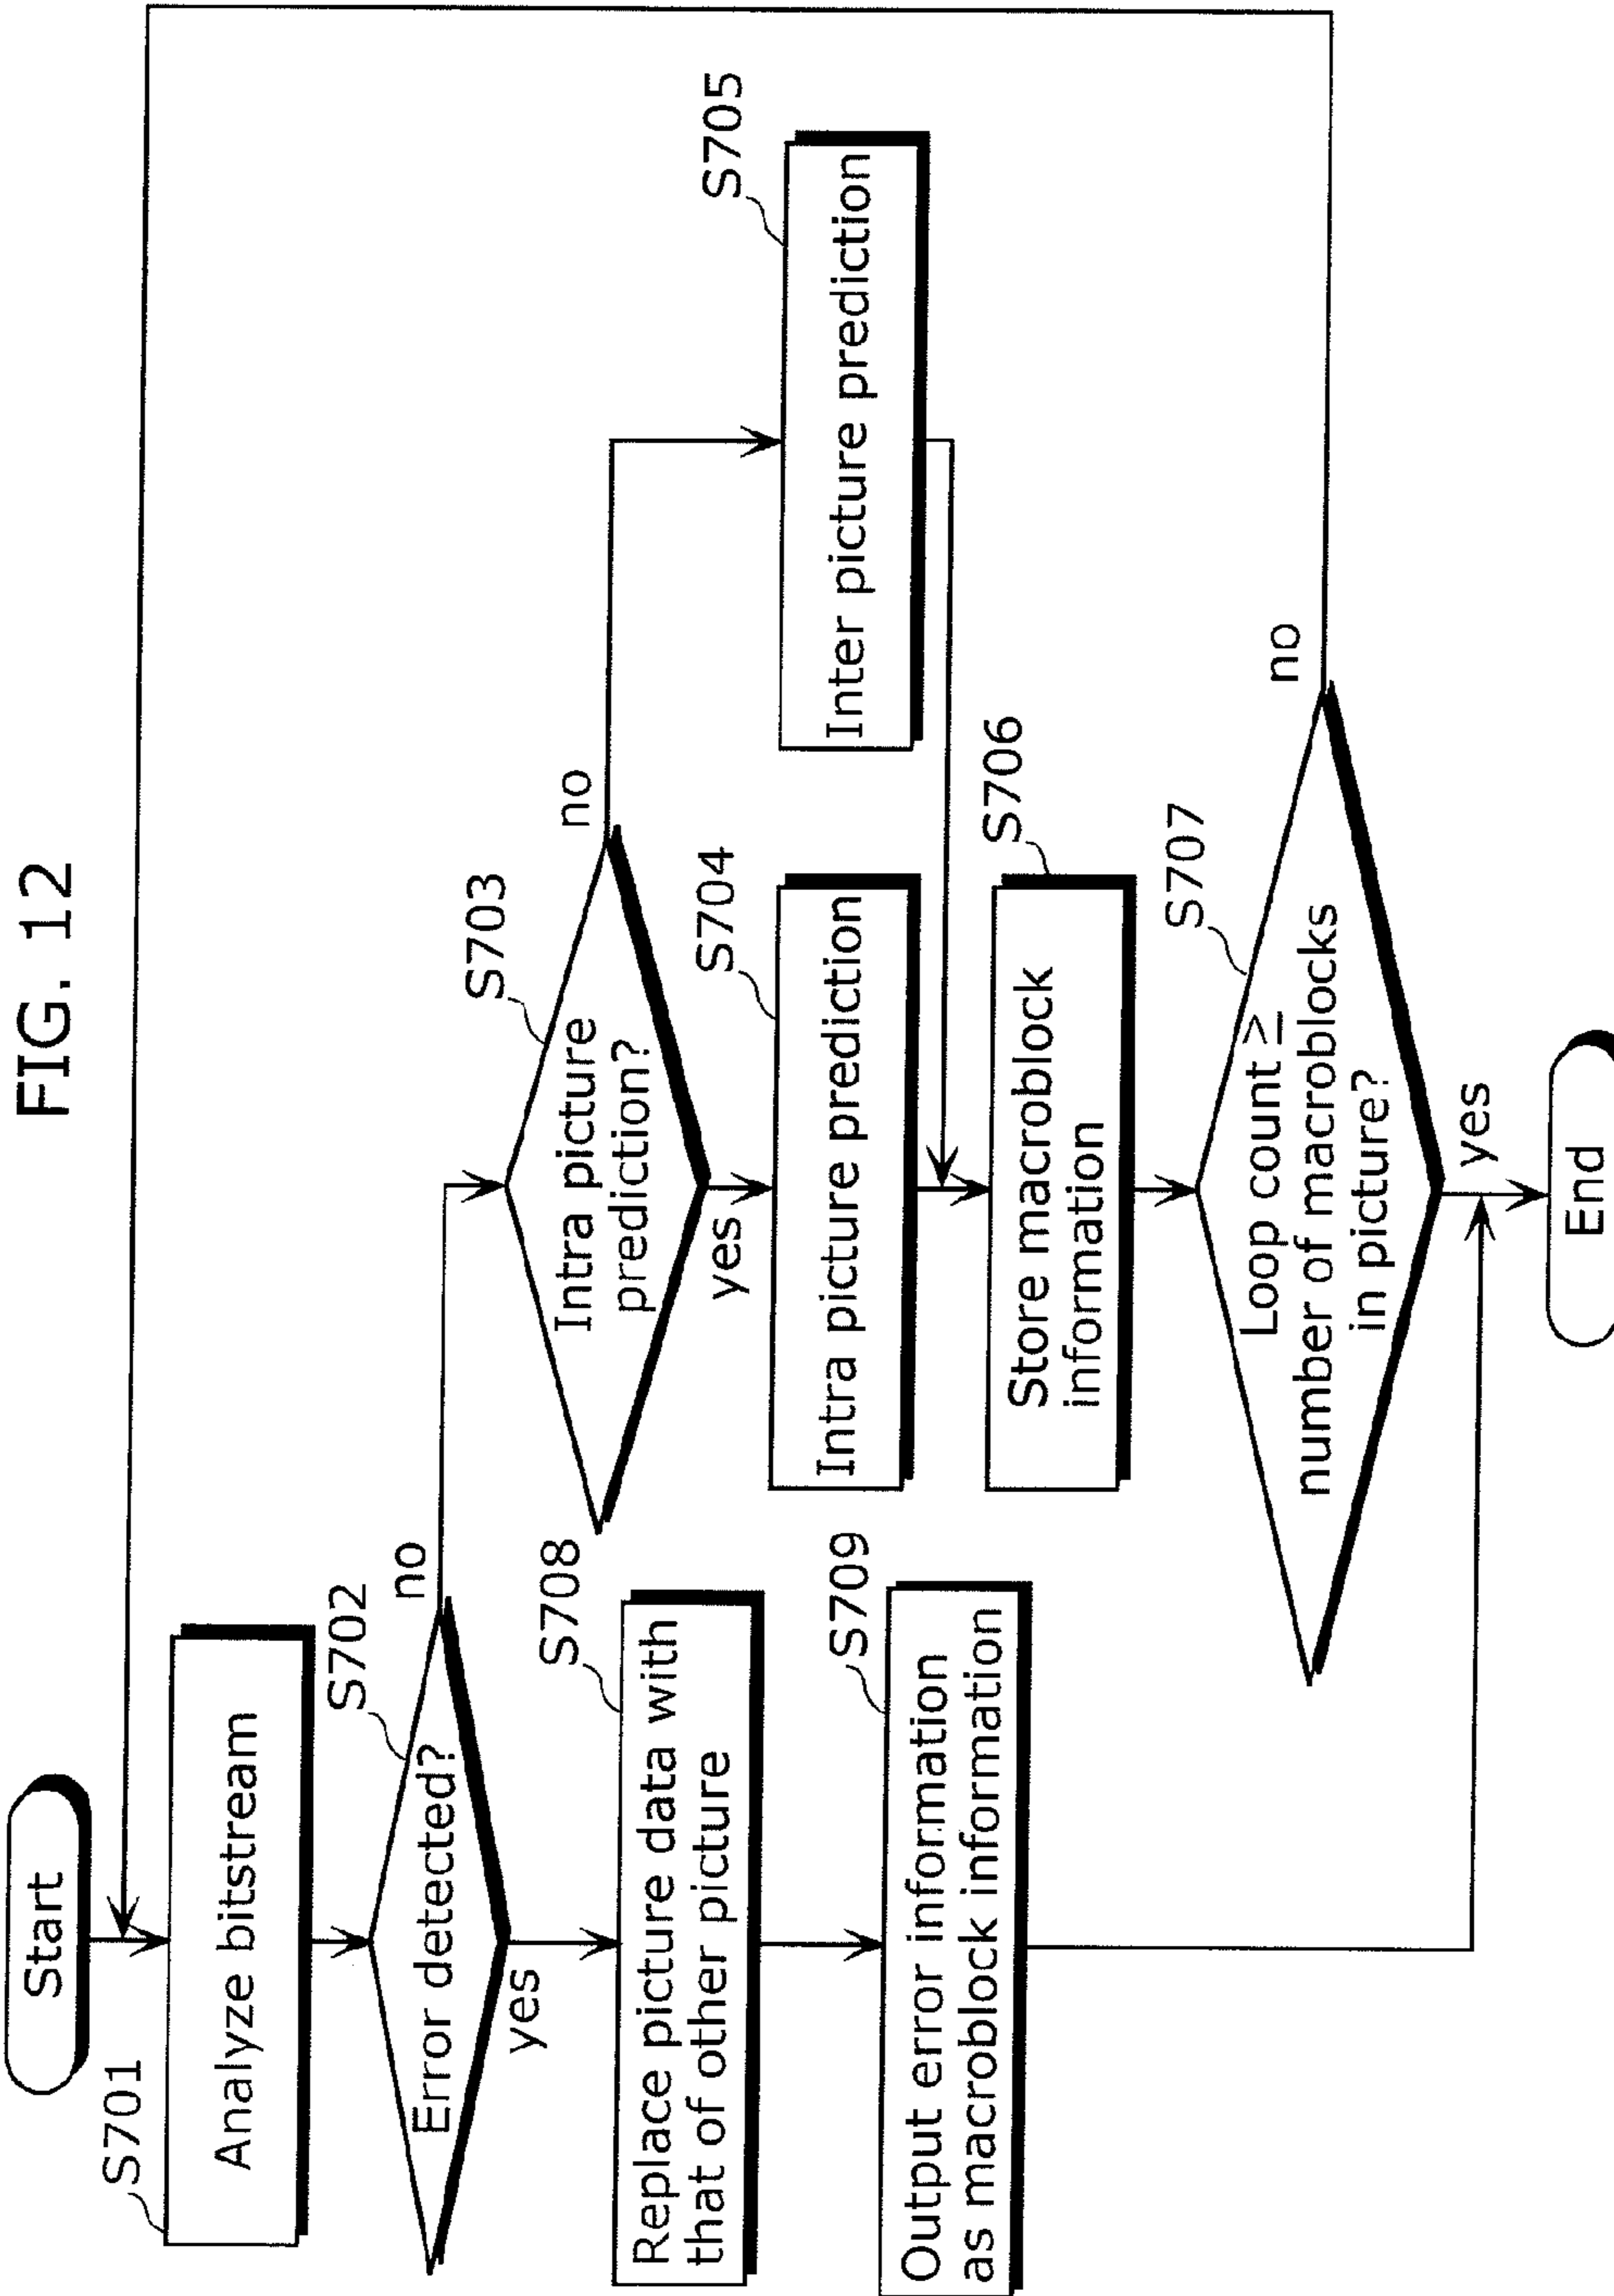 FIG. 12
Start
S701
Analyze bitstream
S702
Error detected?
no
yes
S703
Intra picture
prediction?
no
yes
S708
Replace picture data with
that of other picture
S704
Intra picture prediction
S705
Inter picture prediction
S709
Output error information
as macroblock information
S706
Store macroblock
information
S707
Loop count ≥
number of macroblocks
in picture?
no
yes
End